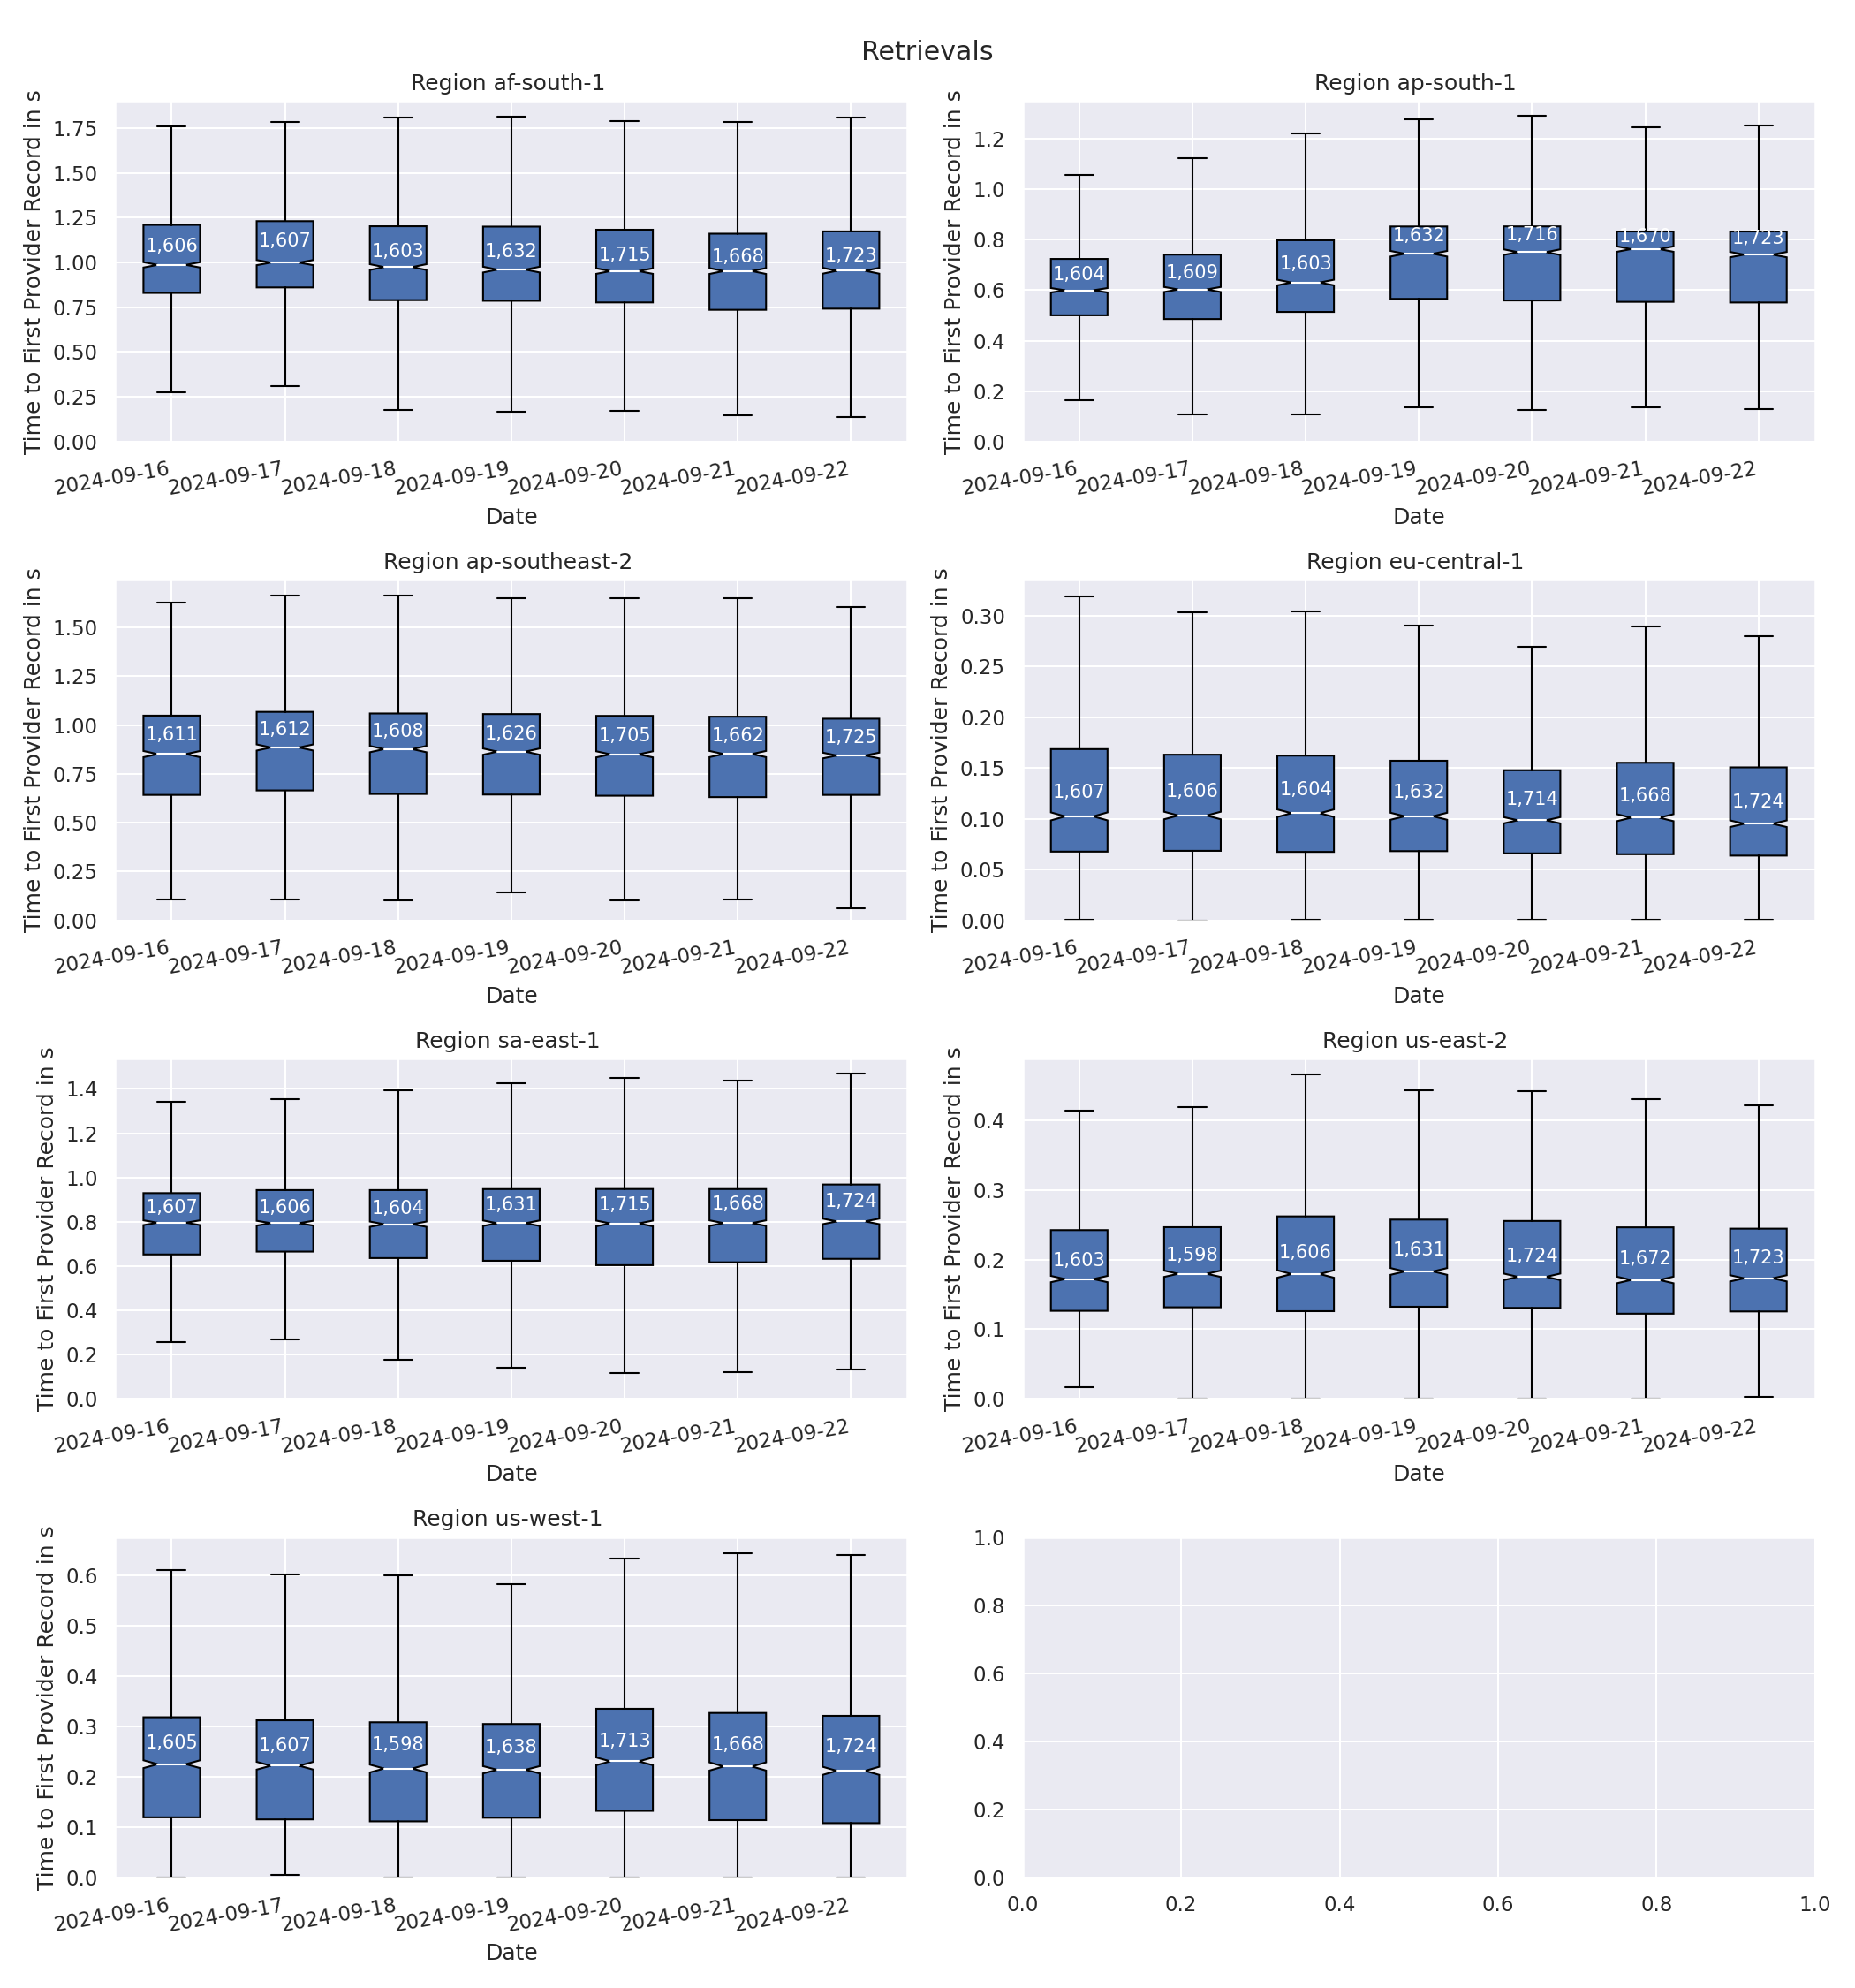 Retrievals
Region af-south-1
Time to First Provider Record in s
1.75
1.50
1.25
1.00
0.75
0.50
0.25
0.00
1,606 1,607 1,603 1,632 1,715 1,668 1,723
2024-09-16 2024-09-17 2024-09-18 2024-09-19 2024-09-20 2024-09-21 2024-09-22
Date
Region ap-south-1
Time to First Provider Record in s
1.2
1.0
0.8
0.6
0.4
0.2
0.0
1,604 1,609 1,603 1,632 1,716 1,670 1,723
2024-09-16 2024-09-17 2024-09-18 2024-09-19 2024-09-20 2024-09-21 2024-09-22
Date
Region ap-southeast-2
Time to First Provider Record in s
1.50
1.25
1.00
0.75
0.50
0.25
0.00
1,611 1,612 1,608 1,626 1,705 1,662 1,725
2024-09-16 2024-09-17 2024-09-18 2024-09-19 2024-09-20 2024-09-21 2024-09-22
Date
Region eu-central-1
Time to First Provider Record in s
0.30
0.25
0.20
0.15
0.10
0.05
0.00
1,607 1,606 1,604 1,632 1,714 1,668 1,724
2024-09-16 2024-09-17 2024-09-18 2024-09-19 2024-09-20 2024-09-21 2024-09-22
Date
Region sa-east-1
Time to First Provider Record in s
1.4
1.2
1.0
0.8
0.6
0.4
0.2
0.0
1,607 1,606 1,604 1,631 1,715 1,668 1,724
2024-09-16 2024-09-17 2024-09-18 2024-09-19 2024-09-20 2024-09-21 2024-09-22
Date
Region us-east-2
Time to First Provider Record in s
0.4
0.3
0.2
0.1
0.0
1,603 1,598 1,606 1,631 1,724 1,672 1,723
2024-09-16 2024-09-17 2024-09-18 2024-09-19 2024-09-20 2024-09-21 2024-09-22
Date
Region us-west-1
Time to First Provider Record in s
0.6
0.5
0.4
0.3
0.2
0.1
0.0
1,605 1,607 1,598 1,638 1,713 1,668 1,724
2024-09-16 2024-09-17 2024-09-18 2024-09-19 2024-09-20 2024-09-21 2024-09-22
Date
1.0
0.8
0.6
0.4
0.2
0.0
0.0 0.2 0.4 0.6 0.8 1.0